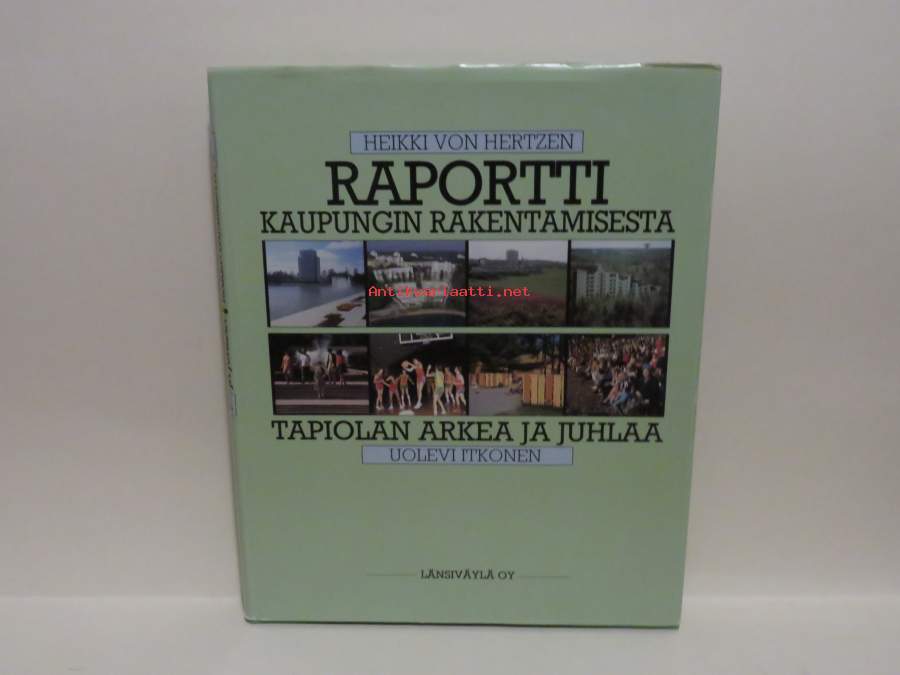 HEIKKI VON HERTZEN
RAPORTTI
KAUPUNGIN RAKENTAMISESTA
Antikvariaatti.net
TAPIOLAN ARKEA JA JUHLAA
UOLEVI ITKONEN
LÄNSIVÄYLÄ OY